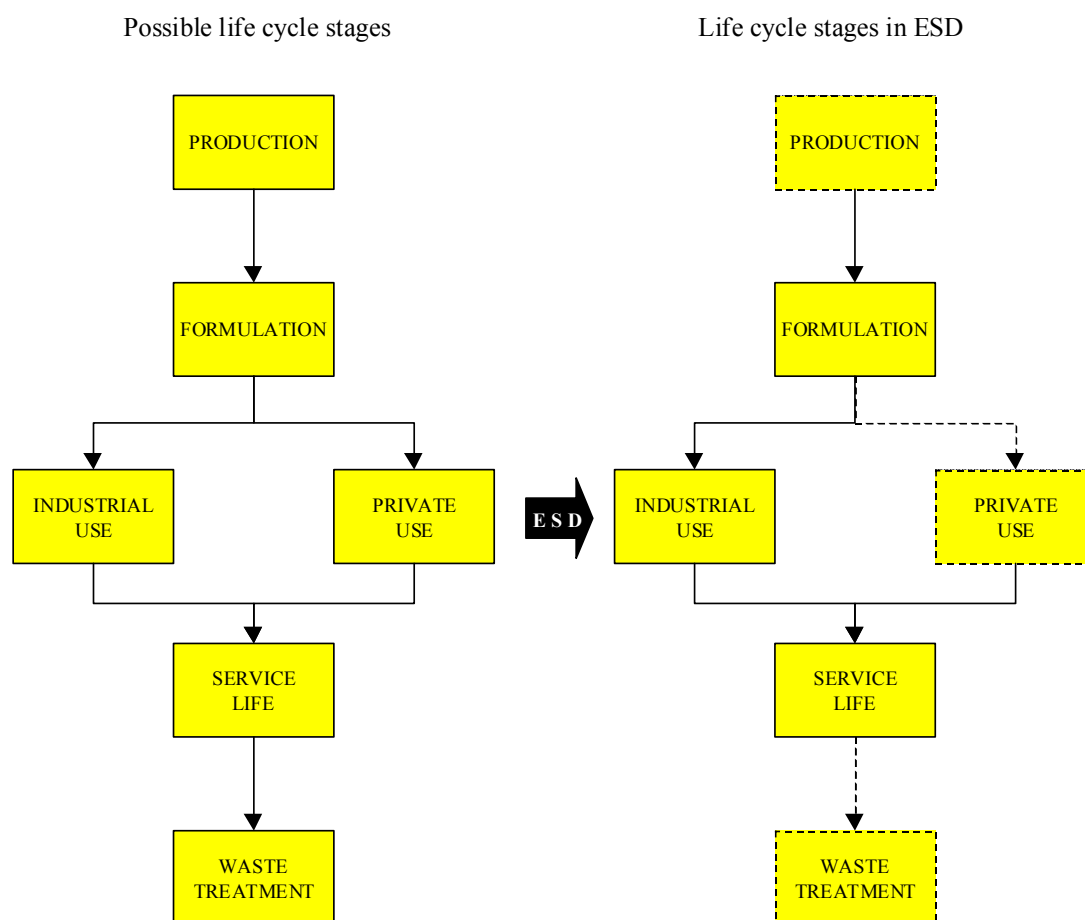 Possible life cycle stages
PRODUCTION
FORMULATION
INDUSTRIAL
USE
PRIVATE
USE
SERVICE
LIFE
WASTE
TREATMENT
E S D
Life cycle stages in ESD
PRODUCTION
FORMULATION
INDUSTRIAL
USE
PRIVATE
USE
SERVICE
LIFE
WASTE
TREATMENT